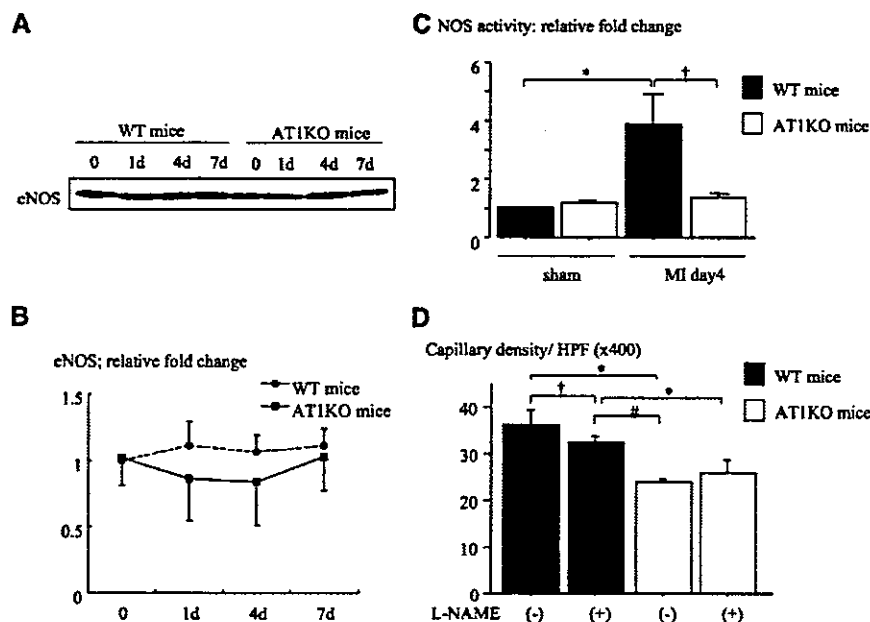 A
WT mice AT1KO mice
0 1d 4d 7d 0 1d 4d 7d
eNOS
B
eNOS; relative fold change
WT mice
AT1KO mice
1.5
1
0.5
0
0 1d 4d 7d
C NOS activity: relative fold change
6
4
2
0
* †
WT mice
AT1KO mice
sham MI day4
D
Capillary density/ HPF (x400)
40
30
20
10
0
*
† *
#
WT mice
AT1KO mice
L-NAME (-) (+) (-) (+)